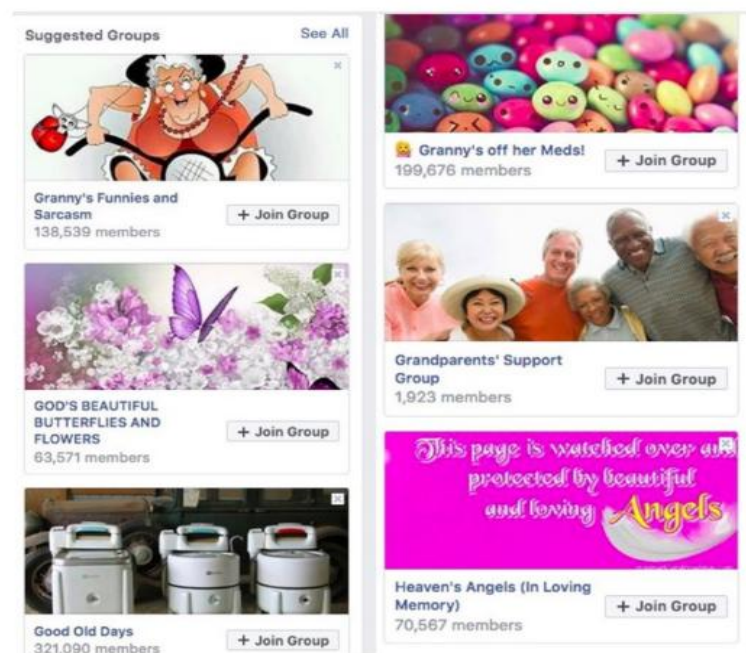 Suggested Groups See All
Granny's Funnies and
Sarcasm
138,539 members
+ Join Group
GOD'S BEAUTIFUL
BUTTERFLIES AND
FLOWERS
63,571 members
+ Join Group
Good Old Days
321,090 members
+ Join Group
Granny's off her Meds!
199,676 members
+ Join Group
Grandparents' Support
Group
1,923 members
+ Join Group
This page is watched over and
protected by beautiful
and loving Angels
Heaven's Angels (In Loving
Memory)
70,567 members
+ Join Group